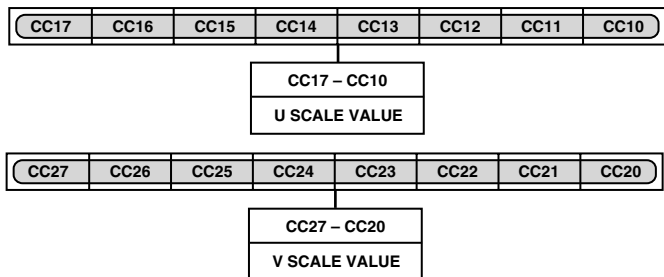 CC17 CC16 CC15 CC14 CC13 CC12 CC11 CC10
CC17 – CC10
U SCALE VALUE
CC27 CC26 CC25 CC24 CC23 CC22 CC21 CC20
CC27 – CC20
V SCALE VALUE